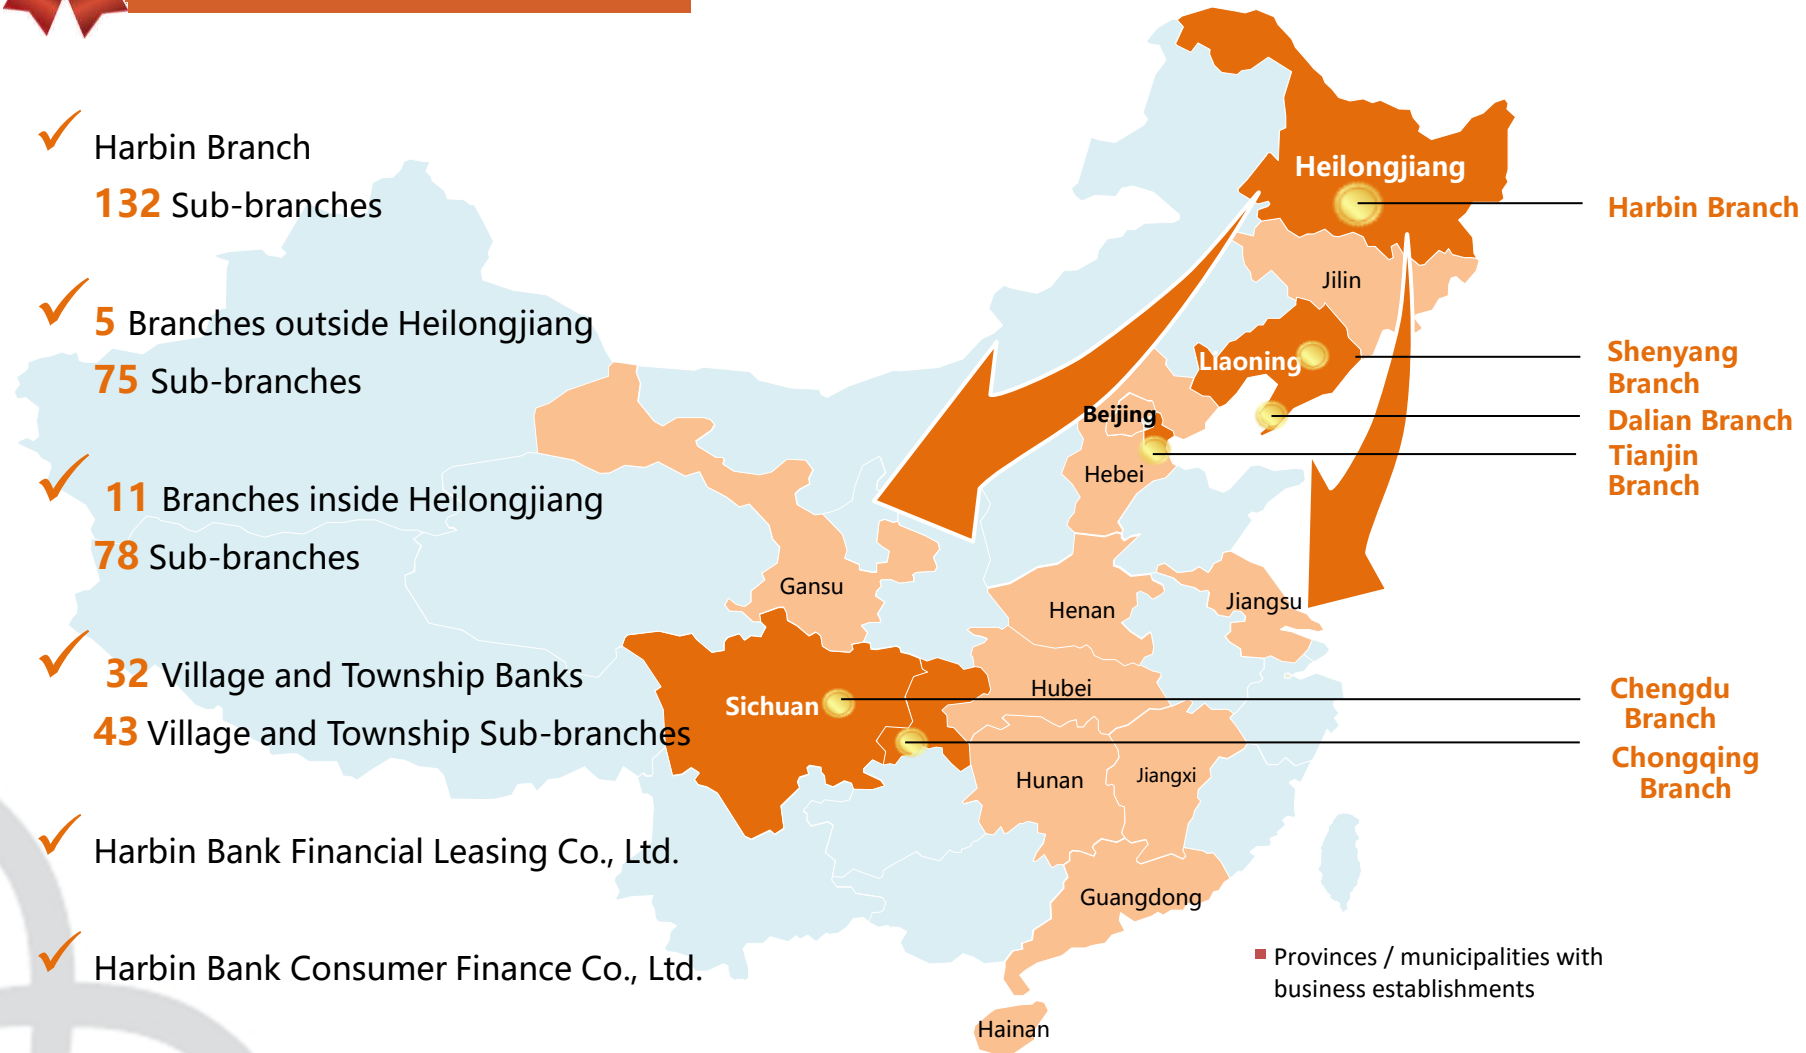 Harbin Branch
132 Sub-branches
5 Branches outside Heilongjiang
75 Sub-branches
11 Branches inside Heilongjiang
78 Sub-branches
32 Village and Township Banks
43 Village and Township Sub-branches
Harbin Bank Financial Leasing Co., Ltd.
Harbin Bank Consumer Finance Co., Ltd.
Heilongjiang
Jilin
Liaoning
Beijing
Hebei
Gansu
Henan
Jiangsu
Hubei
Sichuan
Hunan
Jiangxi
Guangdong
Hainan
Harbin Branch
Shenyang
Branch
Dalian Branch
Tianjin
Branch
Chengdu
Branch
Chongqing
Branch
Provinces / municipalities with
business establishments